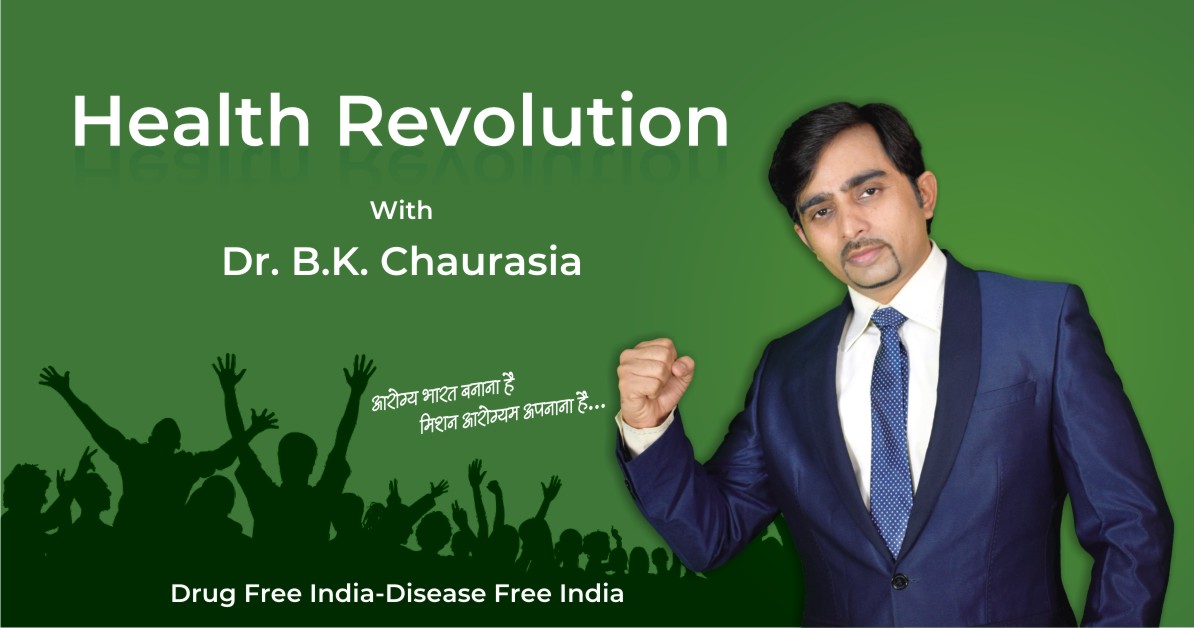 Health Revolution
With
Dr. B.K. Chaurasia
आरोग्य भारत बनाना है
मिशन आरोग्यम अपनाना है...
Drug Free India-Disease Free India